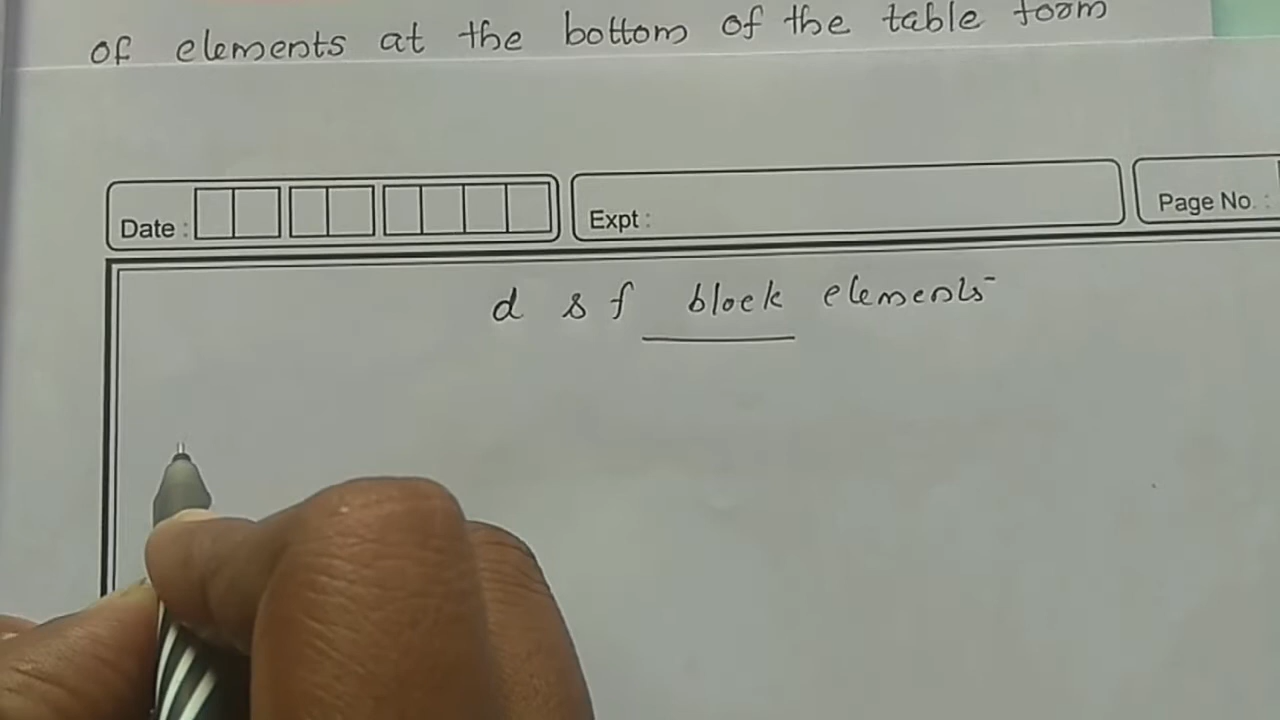 of elements at the bottom of the table form
Date :
Expt :
Page No. :
d & f block elements